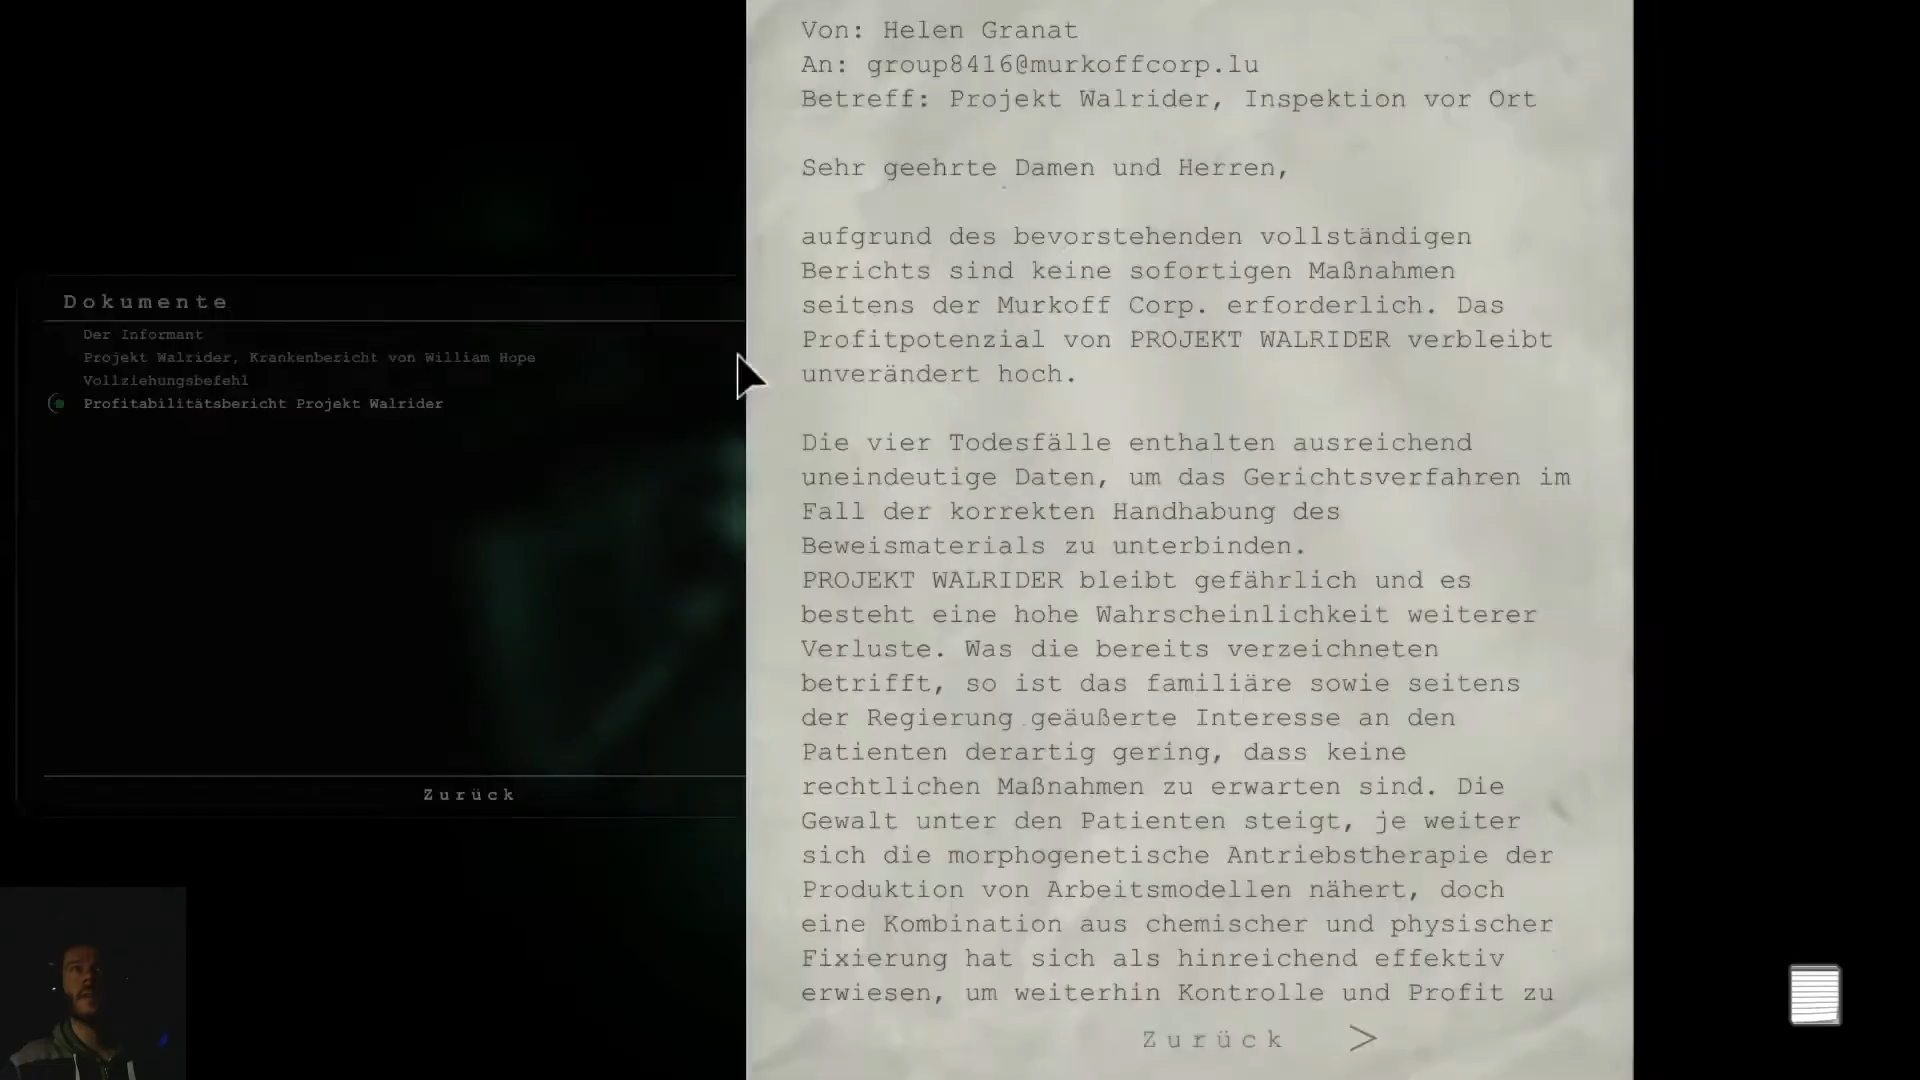 Dokumente
Der Informant
Projekt Walrider, Krankenbericht von William Hope
Vollziehungsbefehl
Profitabilitätsbericht Projekt Walrider
Zurück
Von: Helen Granat
An: group8416@murkoffcorp.lu
Betreff: Projekt Walrider, Inspektion vor Ort
Sehr geehrte Damen und Herren,
aufgrund des bevorstehenden vollständigen
Berichts sind keine sofortigen Maßnahmen
seitens der Murkoff Corp. erforderlich. Das
Profitpotenzial von PROJEKT WALRIDER verbleibt
unverändert hoch.
Die vier Todesfälle enthalten ausreichend
uneindeutige Daten, um das Gerichtsverfahren im
Fall der korrekten Handhabung des
Beweismaterials zu unterbinden.
PROJEKT WALRIDER bleibt gefährlich und es
besteht eine hohe Wahrscheinlichkeit weiterer
Verluste. Was die bereits verzeichneten
betrifft, so ist das familiäre sowie seitens
der Regierung geäußerte Interesse an den
Patienten derartig gering, dass keine
rechtlichen Maßnahmen zu erwarten sind. Die
Gewalt unter den Patienten steigt, je weiter
sich die morphogenetische Antriebstherapie der
Produktion von Arbeitsmodellen nähert, doch
eine Kombination aus chemischer und physischer
Fixierung hat sich als hinreichend effektiv
erwiesen, um weiterhin Kontrolle und Profit zu
Zurück >